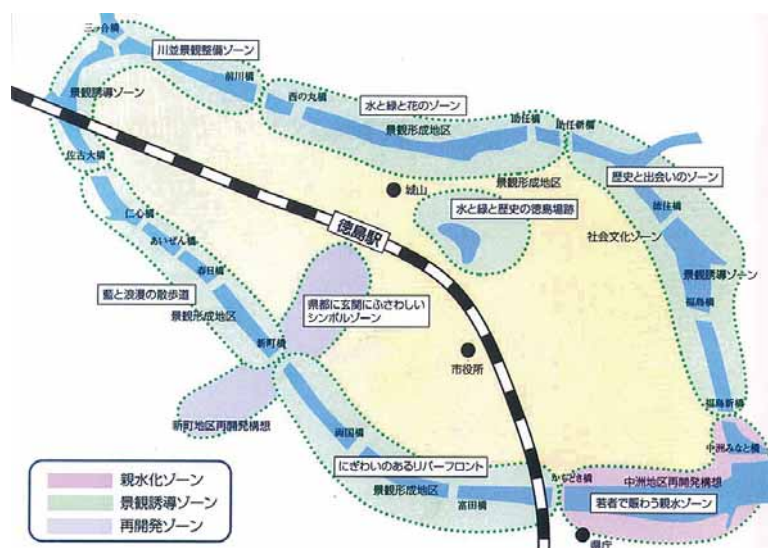 三ッ合橋
川並景観整備ゾーン
前川橋
景観誘導ゾーン
西の丸橋
水と緑と花のゾーン
景観形成地区
助任橋
助任新橋
佐古大橋
城山
景観形成地区
歴史と出会いのゾーン
水と緑と歴史の徳島場跡
徳住橋
社会文化ゾーン
仁心橋
あいぜん橋
徳島駅
春日橋
景観誘導ゾーン
福島橋
藍と浪漫の散歩道
景観形成地区
県都に玄関にふさわしい
シンボルゾーン
新町橋
市役所
福島新橋
新町地区再開発構想
両国橋
中洲みなと橋
にぎわいのあるリバーフロント
かちどき橋
中洲地区再開発構想
景観形成地区
富田橋
若者で賑わう親水ゾーン
県庁
親水化ゾーン
景観誘導ゾーン
再開発ゾーン